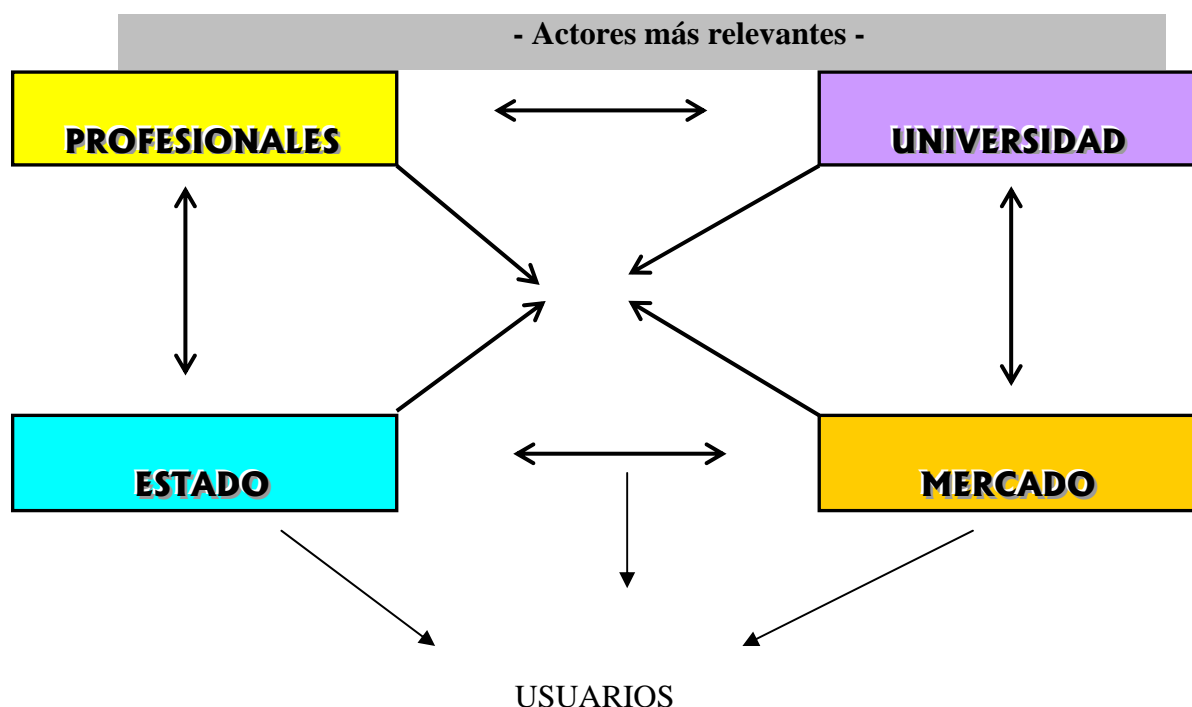 - Actores más relevantes -
PROFESIONALES
UNIVERSIDAD
ESTADO
MERCADO
USUARIOS